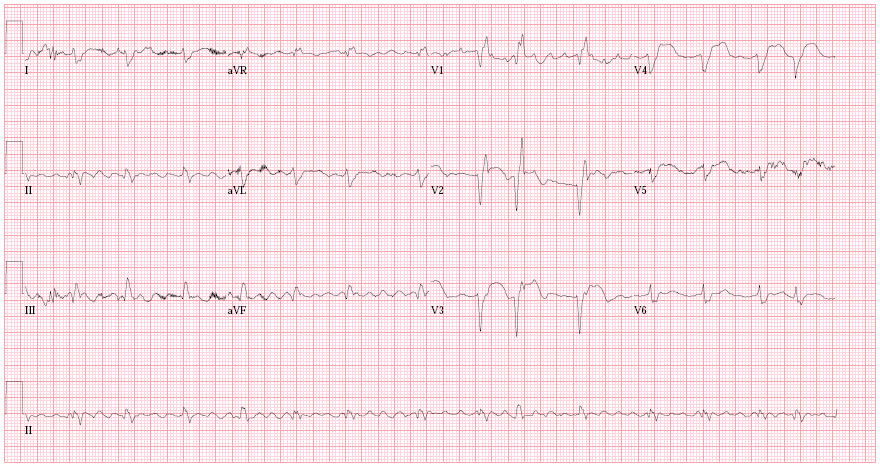 I aVR V1 V4
II aVL V2 V5
III aVF V3 V6
II